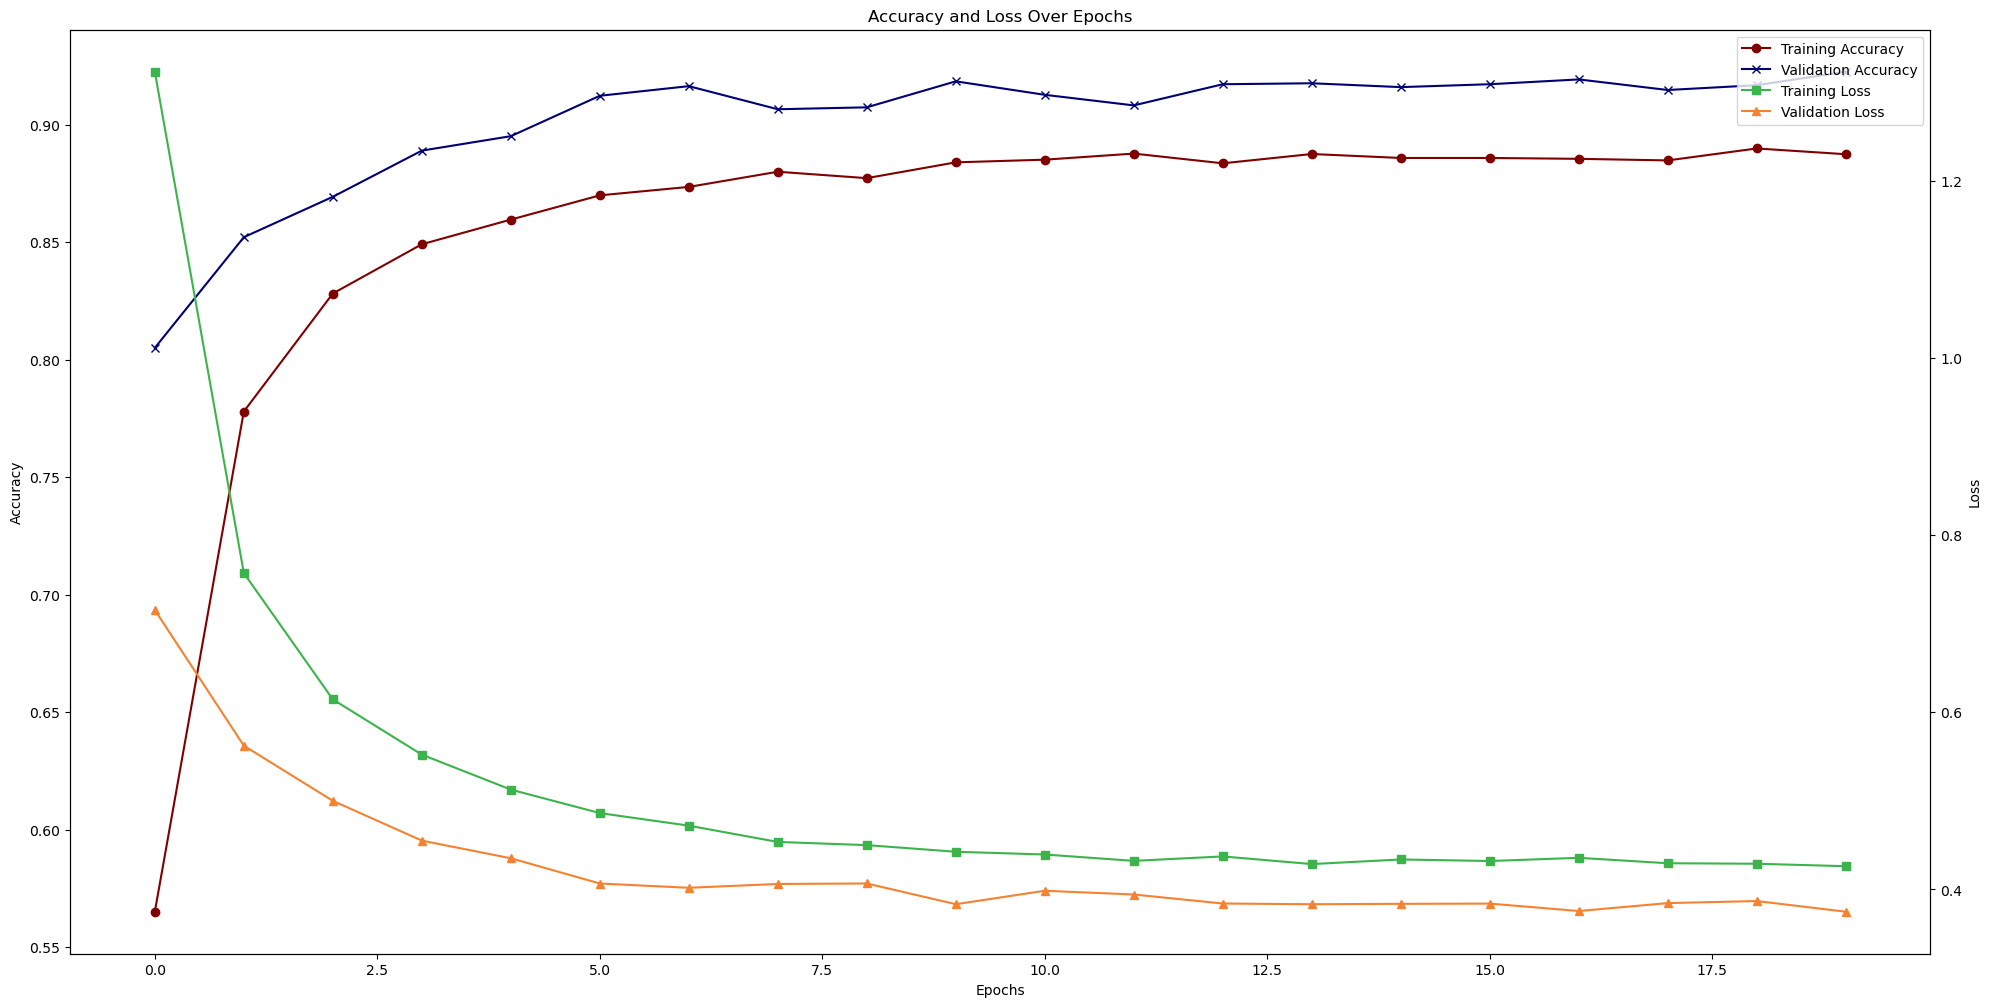 Accuracy and Loss Over Epochs
Training Accuracy
Validation Accuracy
Training Loss
Validation Loss
0.90
0.85
0.80
0.75
0.70
0.65
0.60
0.55
Accuracy
1.2
1.0
0.8
0.6
0.4
Loss
0.0
2.5
5.0
7.5
10.0
12.5
15.0
17.5
Epochs